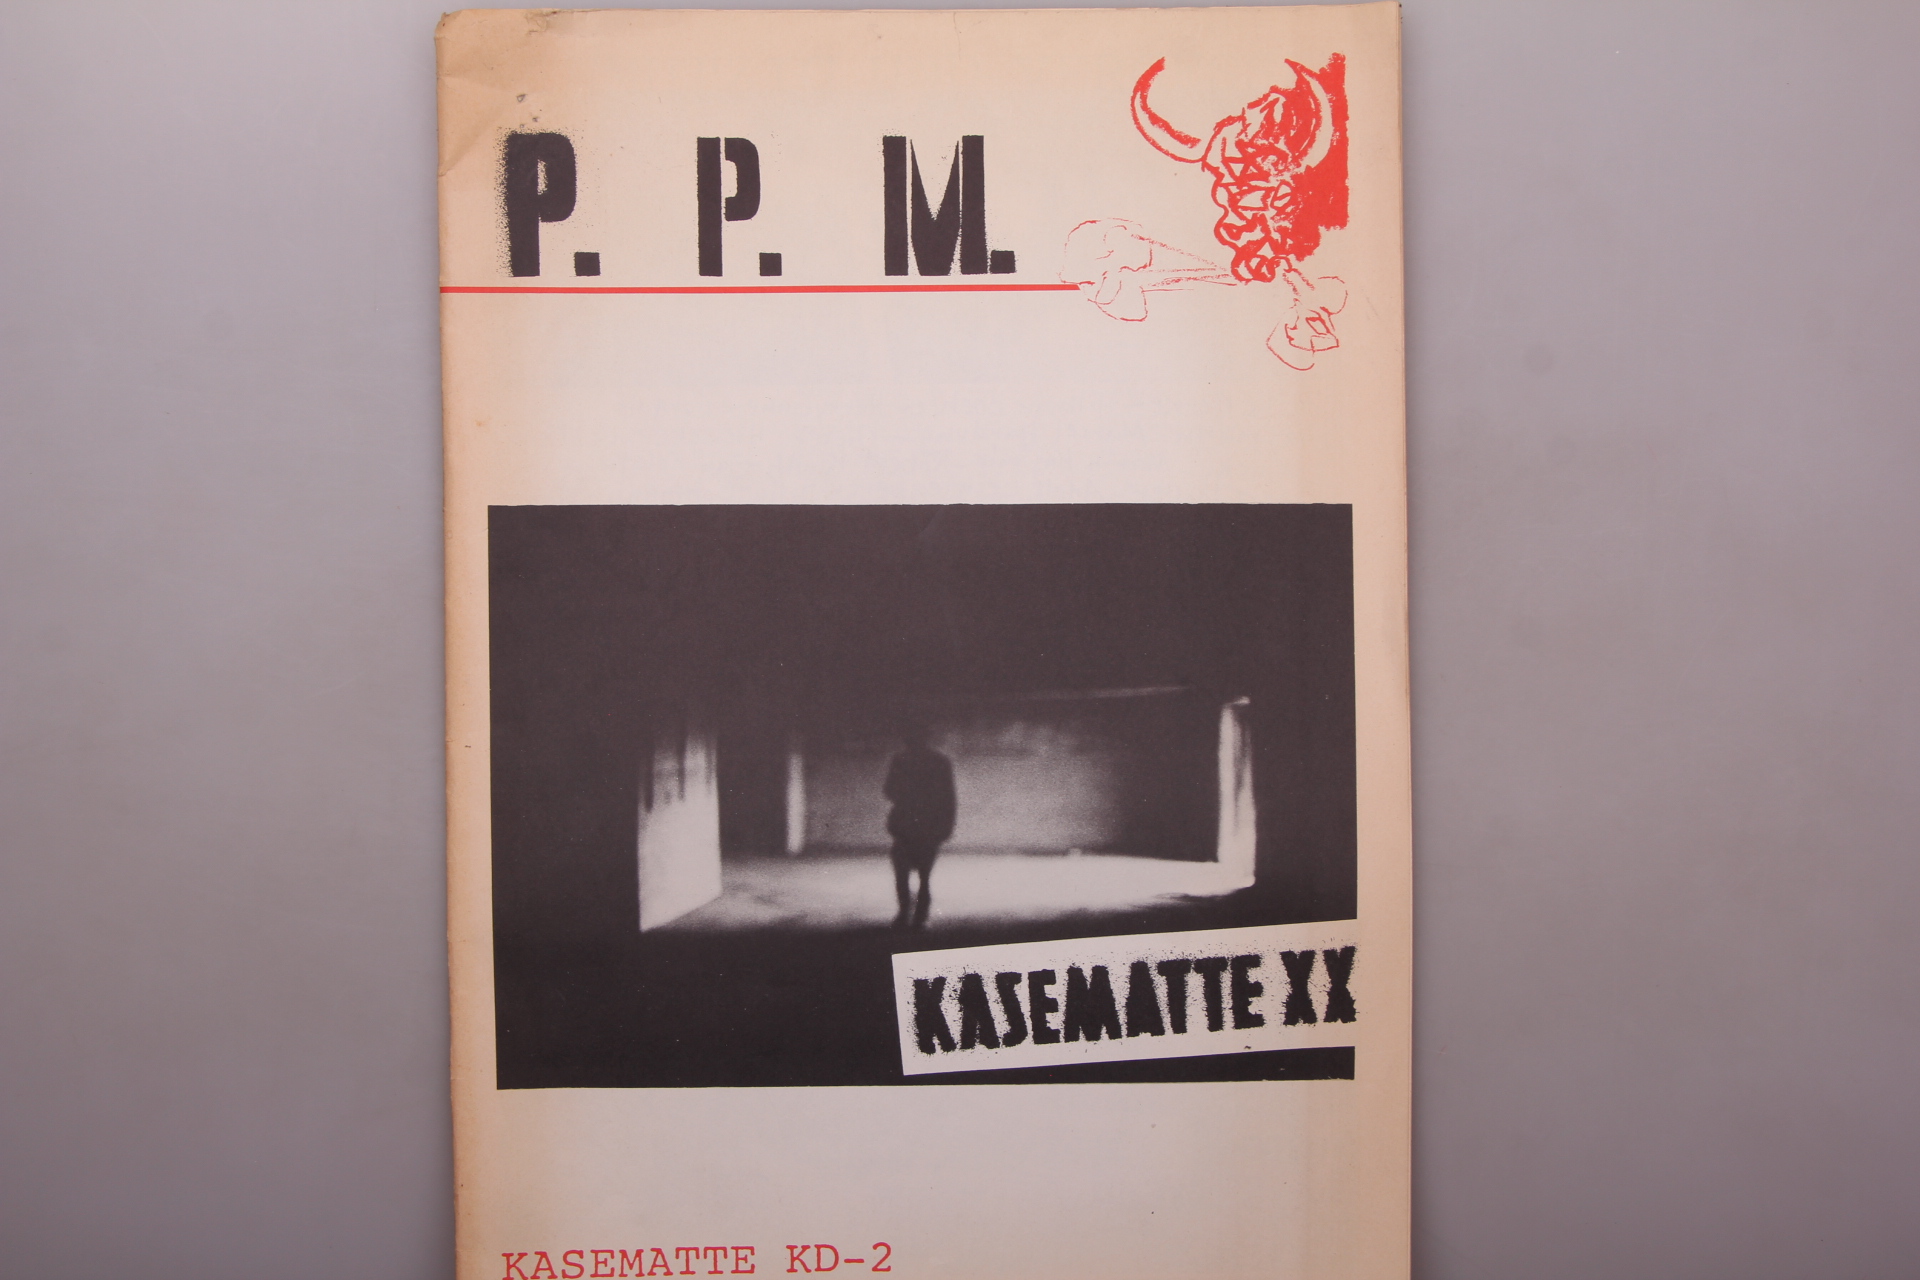 P. P. M.
KASEMATTE XX
KASEMATTE KD-2